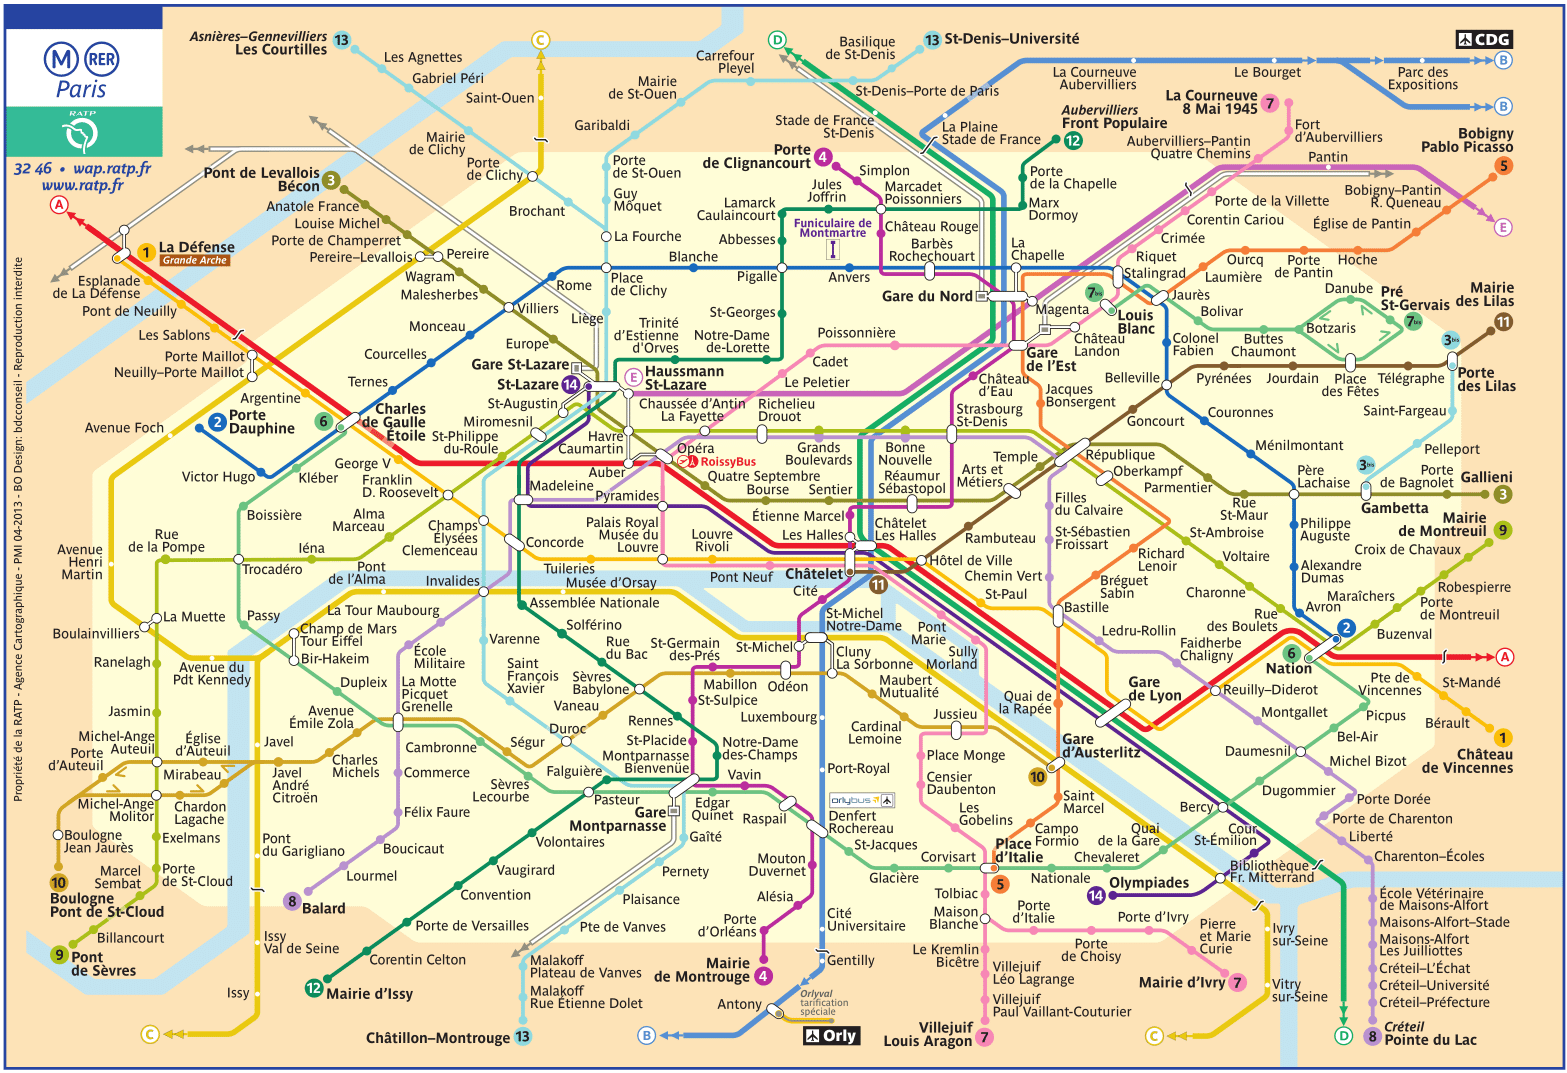 M RER
Paris
RATP
32 46 • wap.ratp.fr
www.ratp.fr
Propriété de la RATP - Agence Cartographique - PMI 04-2013 - BO Design: bdcconseil - Reproduction interdite
Asnières–Gennevilliers
Les Courtilles
13
Les Agnettes
Gabriel Péri
Mairie
de Clichy
Saint-Ouen
C
Porte
de Clichy
Brochant
Garibaldi
Mairie
de St-Ouen
Carrefour
Pleyel
Basilique
de St-Denis
13
St-Denis–Université
D
St-Denis–Porte de Paris
Stade de France
St-Denis
La Plaine
Stade de France
La Courneuve
Aubervilliers
Le Bourget
Parc des
Expositions
CDG
B
B
La Courneuve
8 Mai 1945
7
Fort
d'Aubervilliers
Aubervilliers–Pantin
Quatre Chemins
Aubervilliers
Front Populaire
12
Porte
de la Chapelle
Marx
Dormoy
Pantin
Bobigny
Pablo Picasso
5
Bobigny–Pantin
R. Queneau
Église de Pantin
E
Hoche
Porte
de Pantin
Ourcq
Laumière
Porte de la Villette
Corentin Cariou
Crimée
Riquet
Stalingrad
Porte
de Clignancourt
4
Simplon
Jules
Joffrin
Marcadet
Poissonniers
Lamarck
Caulaincourt
Château Rouge
Barbès
Rochechouart
La
Chapelle
Funiculaire de
Montmartre
Abbesses
Porte
de St-Ouen
Guy
Môquet
La Fourche
Place
de Clichy
Blanche
Pigalle
Anvers
Gare du Nord
Magenta
7bis
Louis
Blanc
Château
Landon
Gare
de l'Est
Jaurès
Bolivar
Buttes
Chaumont
Botzaris
Danube
Pré
St-Gervais
7bis
Mairie
des Lilas
11
3bis
Porte
des Lilas
Télégraphe
Place
des Fêtes
Jourdain
Pyrénées
Belleville
Colonel
Fabien
Saint-Fargeau
Pelleport
3bis
Porte
de Bagnolet
Gallieni
3
Gambetta
Père
Lachaise
Ménilmontant
Couronnes
Goncourt
Jacques
Bonsergent
Château
d'Eau
Strasbourg
St-Denis
Pont de Levallois
Bécon
3
Anatole France
Louise Michel
Porte de Champerret
Pereire–Levallois
Pereire
Wagram
Malesherbes
Villiers
Rome
Monceau
Courcelles
Ternes
Europe
Liège
Gare St-Lazare
St-Lazare
14
St-Augustin
Miromesnil
St-Philippe
du-Roule
Trinité
d'Estienne
d'Orves
Notre-Dame
de-Lorette
St-Georges
E
Haussmann
St-Lazare
Chaussée d'Antin
La Fayette
Havre
Caumartin
Auber
Opéra
RoissyBus
Le Peletier
Cadet
Poissonnière
Richelieu
Drouot
Grands
Boulevards
Bonne
Nouvelle
Quatre Septembre
Bourse
Sentier
Réaumur
Sébastopol
Arts et
Métiers
Temple
République
Oberkampf
Parmentier
Rue
St-Maur
Filles
du Calvaire
St-Sébastien
Froissart
St-Ambroise
Voltaire
Charonne
Richard
Lenoir
Bréguet
Sabin
Chemin Vert
Bastille
A
1
La Défense
Grande Arche
Esplanade
de La Défense
Pont de Neuilly
Les Sablons
Porte Maillot
Neuilly–Porte Maillot
Argentine
Avenue Foch
2
Porte
Dauphine
Victor Hugo
6
Charles
de Gaulle
Étoile
Kléber
George V
Franklin
D. Roosevelt
Boissière
Alma
Marceau
Iéna
Rue
de la Pompe
Trocadéro
Pont
de l'Alma
Avenue
Henri
Martin
Champs
Élysées
Clemenceau
Concorde
Madeleine
Pyramides
Palais Royal
Musée du
Louvre
Tuileries
Musée d'Orsay
Louvre
Rivoli
Pont Neuf
Étienne Marcel
Les Halles
Châtelet
Les Halles
Châtelet
11
Hôtel de Ville
Rambuteau
Cité
St-Paul
Pont
Marie
Sully
Morland
Invalides
Assemblée Nationale
La Tour Maubourg
Varenne
Saint
François
Xavier
Solférino
Rue
du Bac
Sèvres
Babylone
St-Germain
des-Prés
St-Michel
St-Michel
Notre-Dame
Cluny
La Sorbonne
Odéon
Mabillon
St-Sulpice
Maubert
Mutualité
Cardinal
Lemoine
Jussieu
Luxembourg
Rennes
St-Placide
Notre-Dame
des-Champs
Montparnasse
Bienvenüe
Vavin
Vaneau
Duroc
Ségur
Falguière
Pasteur
Sèvres
Lecourbe
Cambronne
La Motte
Picquet
Grenelle
École
Militaire
Champ de Mars
Tour Eiffel
Bir-Hakeim
Dupleix
Passy
La Muette
Boulainvilliers
Ranelagh
Avenue du
Pdt Kennedy
Jasmin
Avenue
Émile Zola
Javel
Charles
Michels
Javel
André
Citroën
Commerce
Félix Faure
Boucicaut
Lourmel
8
Balard
Michel-Ange
Auteuil
Église
d'Auteuil
Porte
d'Auteuil
Mirabeau
Michel-Ange
Molitor
Chardon
Lagache
Boulogne
Jean Jaurès
10
Boulogne
Pont de St-Cloud
Exelmans
Porte
de St-Cloud
Marcel
Sembat
Billancourt
9
Pont
de Sèvres
Pont
du Garigliano
Issy
Val de Seine
Issy
C
12
Mairie d'Issy
Corentin Celton
Porte de Versailles
Convention
Vaugirard
Volontaires
Gare
Montparnasse
Edgar
Quinet
Gaîté
Pernety
Plaisance
Pte de Vanves
Malakoff
Plateau de Vanves
Malakoff
Rue Étienne Dolet
Châtillon–Montrouge
13
Raspail
Denfert
Rochereau
orlybus
Port-Royal
Mouton
Duvernet
Alésia
Porte
d'Orléans
Mairie
de Montrouge
4
Cité
Universitaire
Gentilly
Antony
Orlyval
tarification
spéciale
Orly
B
St-Jacques
Glacière
Corvisart
Place Monge
Censier
Daubenton
Les
Gobelins
Place
d'Italie
5
Tolbiac
Maison
Blanche
Le Kremlin
Bicêtre
Villejuif
Léo Lagrange
Villejuif
Paul Vaillant-Couturier
Villejuif
Louis Aragon
7
Porte
d'Italie
Porte
de Choisy
Porte d'Ivry
Pierre
et Marie
Curie
Mairie d'Ivry
7
Nationale
Chevaleret
Quai
de la Gare
Campo
Formio
Saint
Marcel
10
Gare
d'Austerlitz
Quai de
la Rapée
Gare
de Lyon
14
Olympiades
Bibliothèque
Fr. Mitterrand
Cour
St-Émilion
Bercy
Dugommier
Daumesnil
Bel-Air
Picpus
Montgallet
Michel Bizot
Porte Dorée
Porte de Charenton
Liberté
Charenton–Écoles
École Vétérinaire
de Maisons-Alfort
Maisons-Alfort–Stade
Maisons-Alfort
Les Juilliottes
Créteil–L'Échat
Créteil–Université
Créteil–Préfecture
8
Créteil
Pointe du Lac
D
Ivry
sur-Seine
Vitry
sur-Seine
C
Reuilly–Diderot
Faidherbe
Chaligny
Ledru-Rollin
Rue
des Boulets
6
Nation
2
Avron
Alexandre
Dumas
Philippe
Auguste
Maraîchers
Buzenval
Porte
de Montreuil
Robespierre
Croix de Chavaux
Mairie
de Montreuil
9
A
Pte de
Vincennes
St-Mandé
Bérault
1
Château
de Vincennes